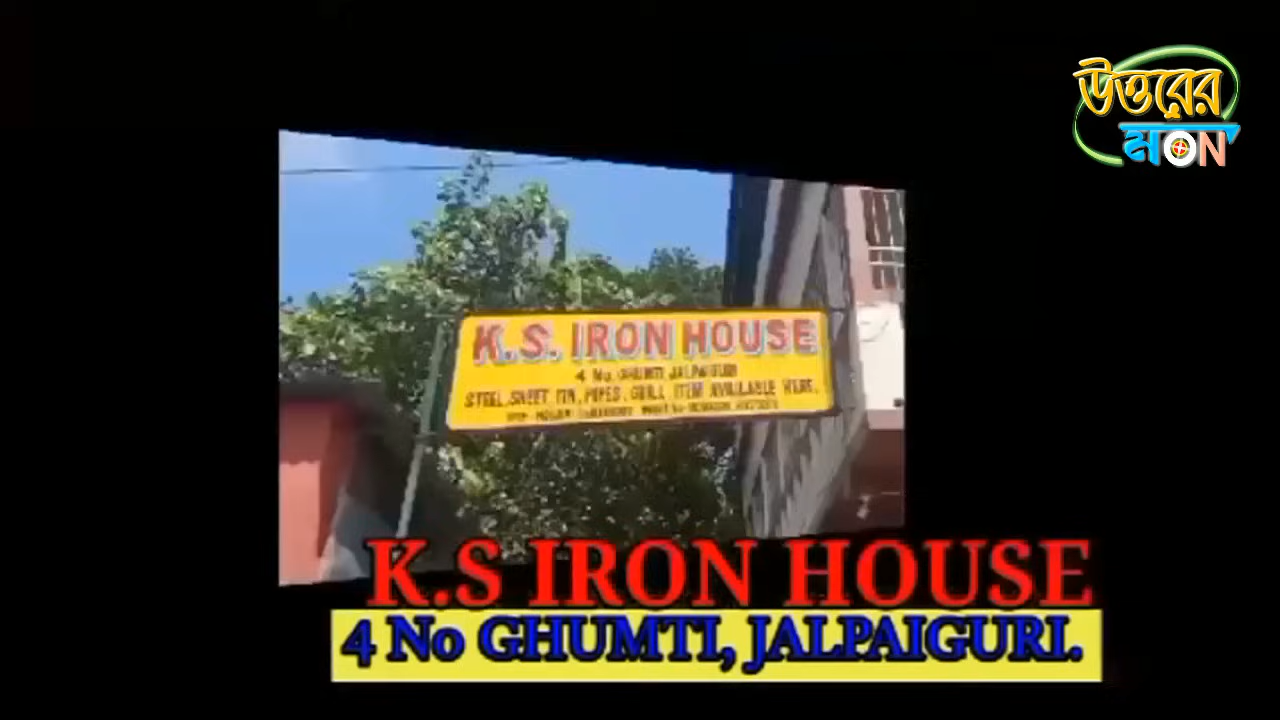 উত্তরের
মON
K.S. IRON HOUSE
4 No. GHUMTI JALPAIGURI
STEEL, SHEET TIN, PIPES, GRILL ITEM AVAILABLE HERE.
K.S IRON HOUSE
4 No GHUMTI, JALPAIGURI.